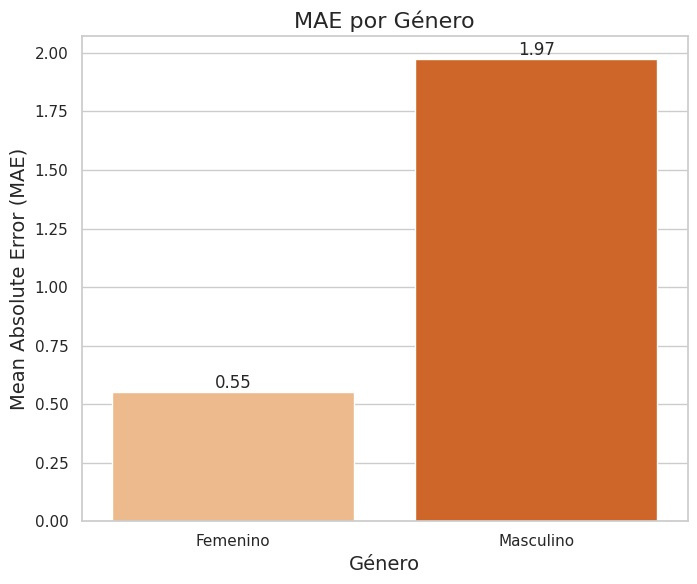 MAE por Género
Mean Absolute Error (MAE)
2.00
1.75
1.50
1.25
1.00
0.75
0.50
0.25
0.00
0.55
1.97
Femenino
Masculino
Género